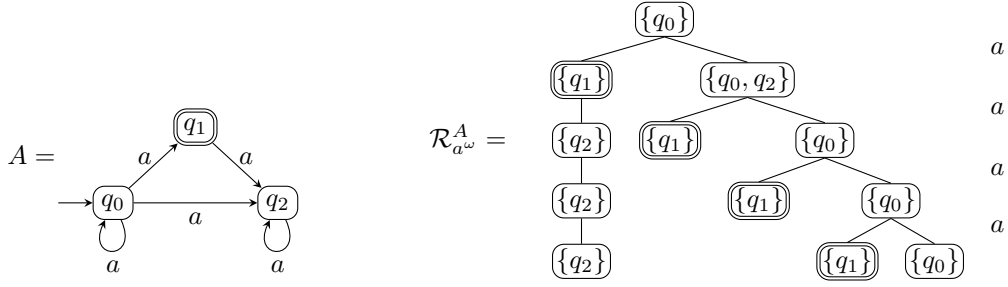 {q₀}
a
{q₁} {q₀, q₂}
a
q₁
A = a a
R^A_{a^ω} = {q₂} {q₁} {q₀}
a
q₀ a q₂
{q₂} {q₁} {q₀}
a
a a
{q₂} {q₁} {q₀}